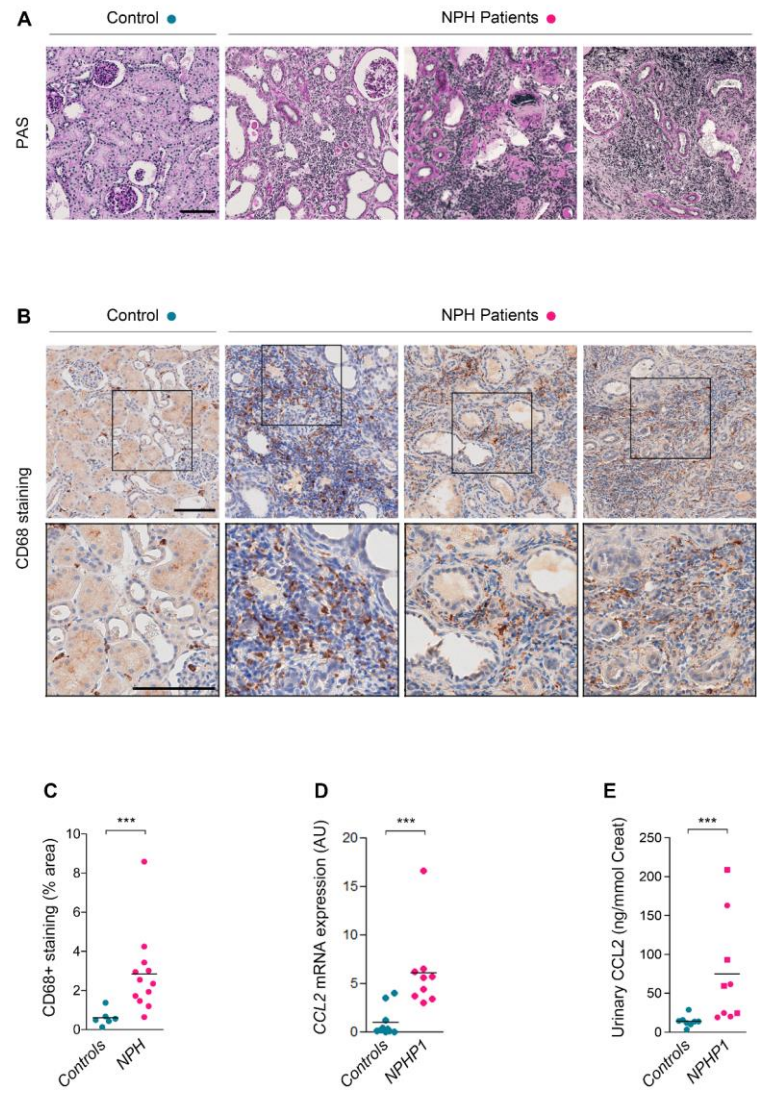 A
Control
NPH Patients
PAS
B
Control
NPH Patients
CD68 staining
C
***
CD68+ staining (% area)
10
8
6
4
2
0
Controls
NPH
D
***
CCL2 mRNA expression (AU)
20
15
10
5
0
Controls
NPHP1
E
***
Urinary CCL2 (ng/mmol Creat)
250
200
150
100
50
0
Controls
NPHP1